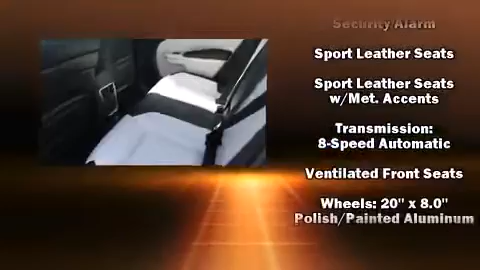 Security Alarm
Sport Leather Seats
Sport Leather Seats
w/Met. Accents
Transmission:
8-Speed Automatic
Ventilated Front Seats
Wheels: 20" x 8.0"
Polish/Painted Aluminum